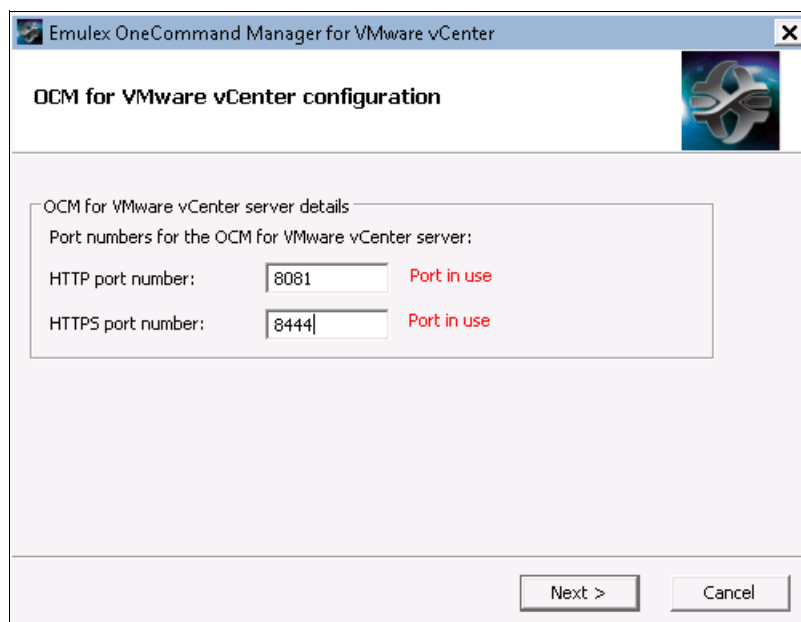 Emulex OneCommand Manager for VMware vCenter
OCM for VMware vCenter configuration
OCM for VMware vCenter server details
Port numbers for the OCM for VMware vCenter server:
HTTP port number: 8081 Port in use
HTTPS port number: 8444 Port in use
Next > Cancel